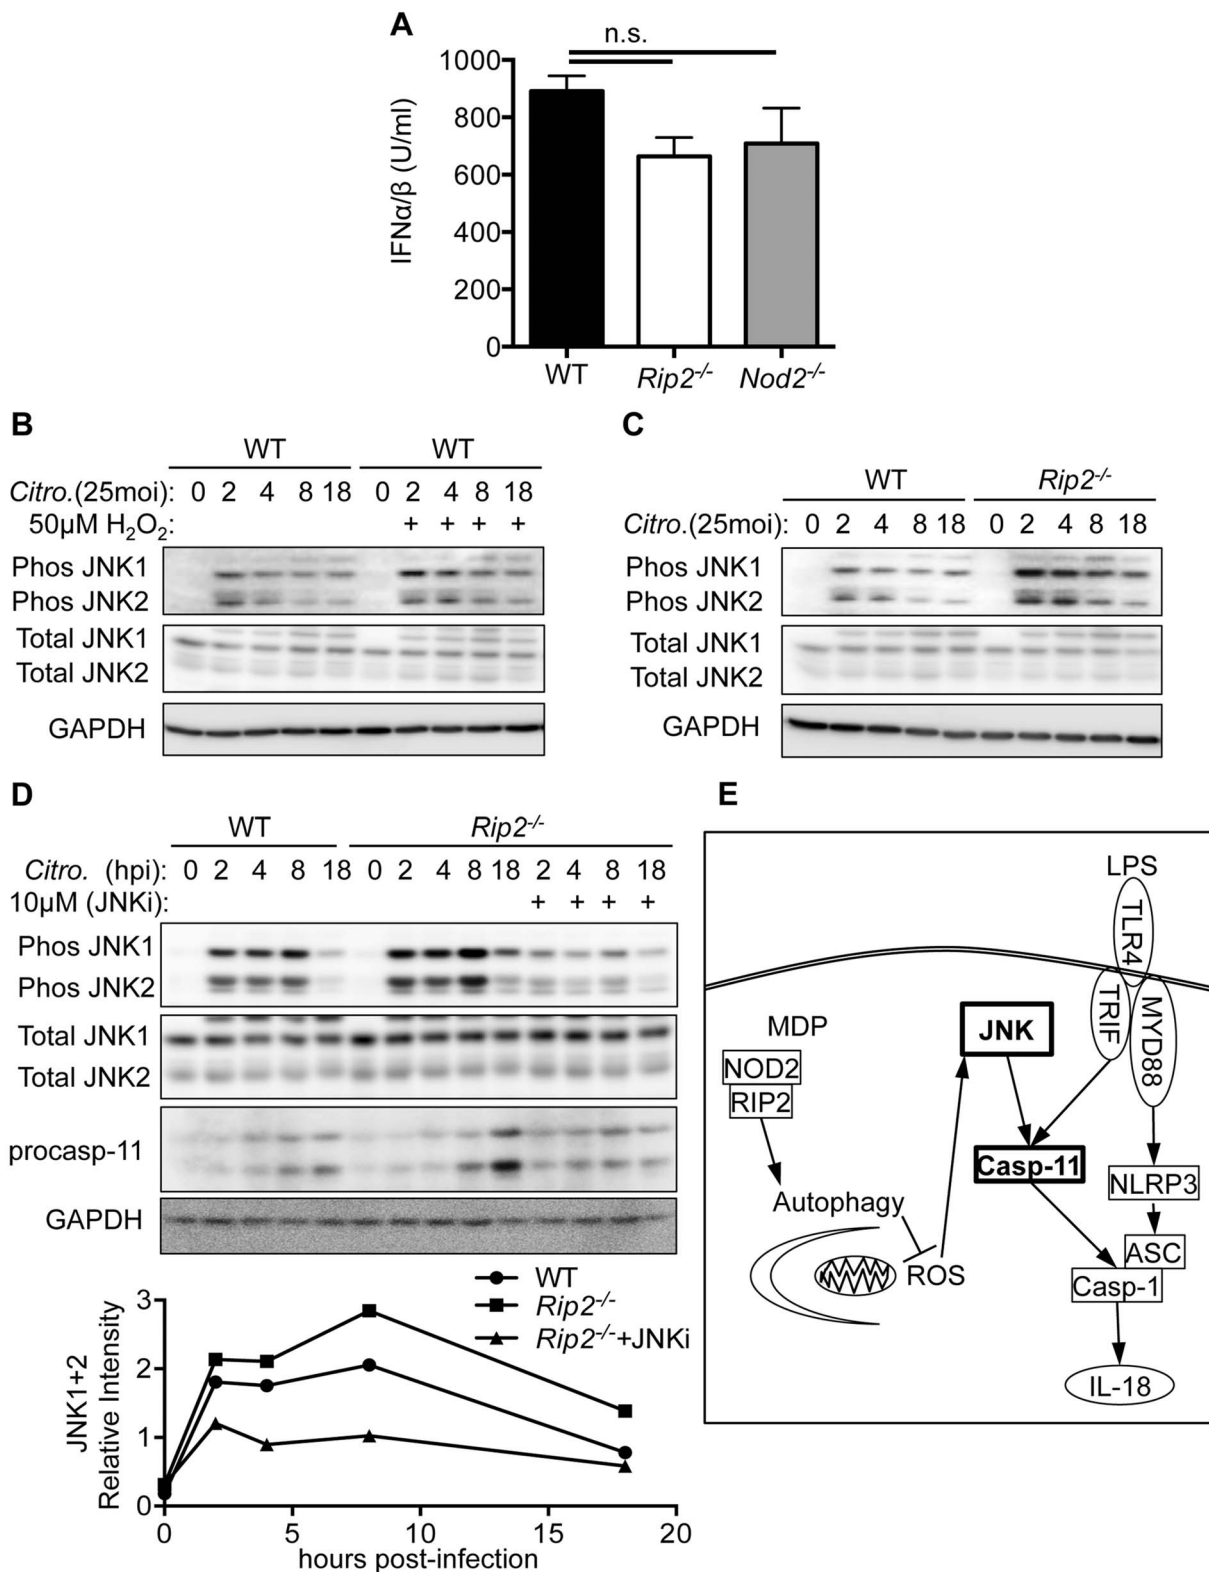 A
n.s.
1000
800
600
400
200
0
IFNα/β (U/ml)
WT Rip2-/- Nod2-/-
B
WT WT
Citro.(25moi): 0 2 4 8 18 0 2 4 8 18
50µM H2O2: + + + +
Phos JNK1
Phos JNK2
Total JNK1
Total JNK2
GAPDH
C
WT Rip2-/-
Citro.(25moi): 0 2 4 8 18 0 2 4 8 18
Phos JNK1
Phos JNK2
Total JNK1
Total JNK2
GAPDH
D
WT Rip2-/-
Citro. (hpi): 0 2 4 8 18 0 2 4 8 18 2 4 8 18
10µM (JNKi): + + + +
Phos JNK1
Phos JNK2
Total JNK1
Total JNK2
procasp-11
GAPDH
WT
Rip2-/-
Rip2-/-+JNKi
3
2
1
0
JNK1+2
Relative Intensity
0 5 10 15 20
hours post-infection
E
LPS
TLR4
TRIF
MYD88
JNK
MDP
NOD2
RIP2
Casp-11
NLRP3
Autophagy
ASC
ROS
Casp-1
IL-18